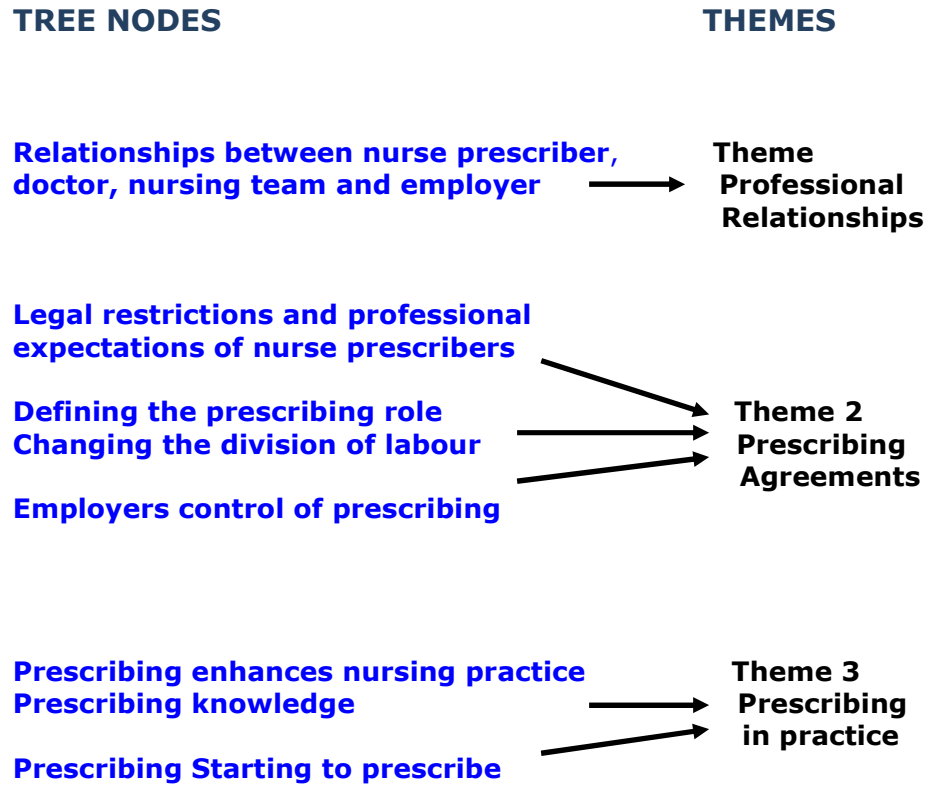 TREE NODES THEMES
Relationships between nurse prescriber,
doctor, nursing team and employer
Theme
Professional
Relationships
Legal restrictions and professional
expectations of nurse prescribers
Defining the prescribing role
Changing the division of labour
Employers control of prescribing
Theme 2
Prescribing
Agreements
Prescribing enhances nursing practice
Prescribing knowledge
Prescribing Starting to prescribe
Theme 3
Prescribing
in practice